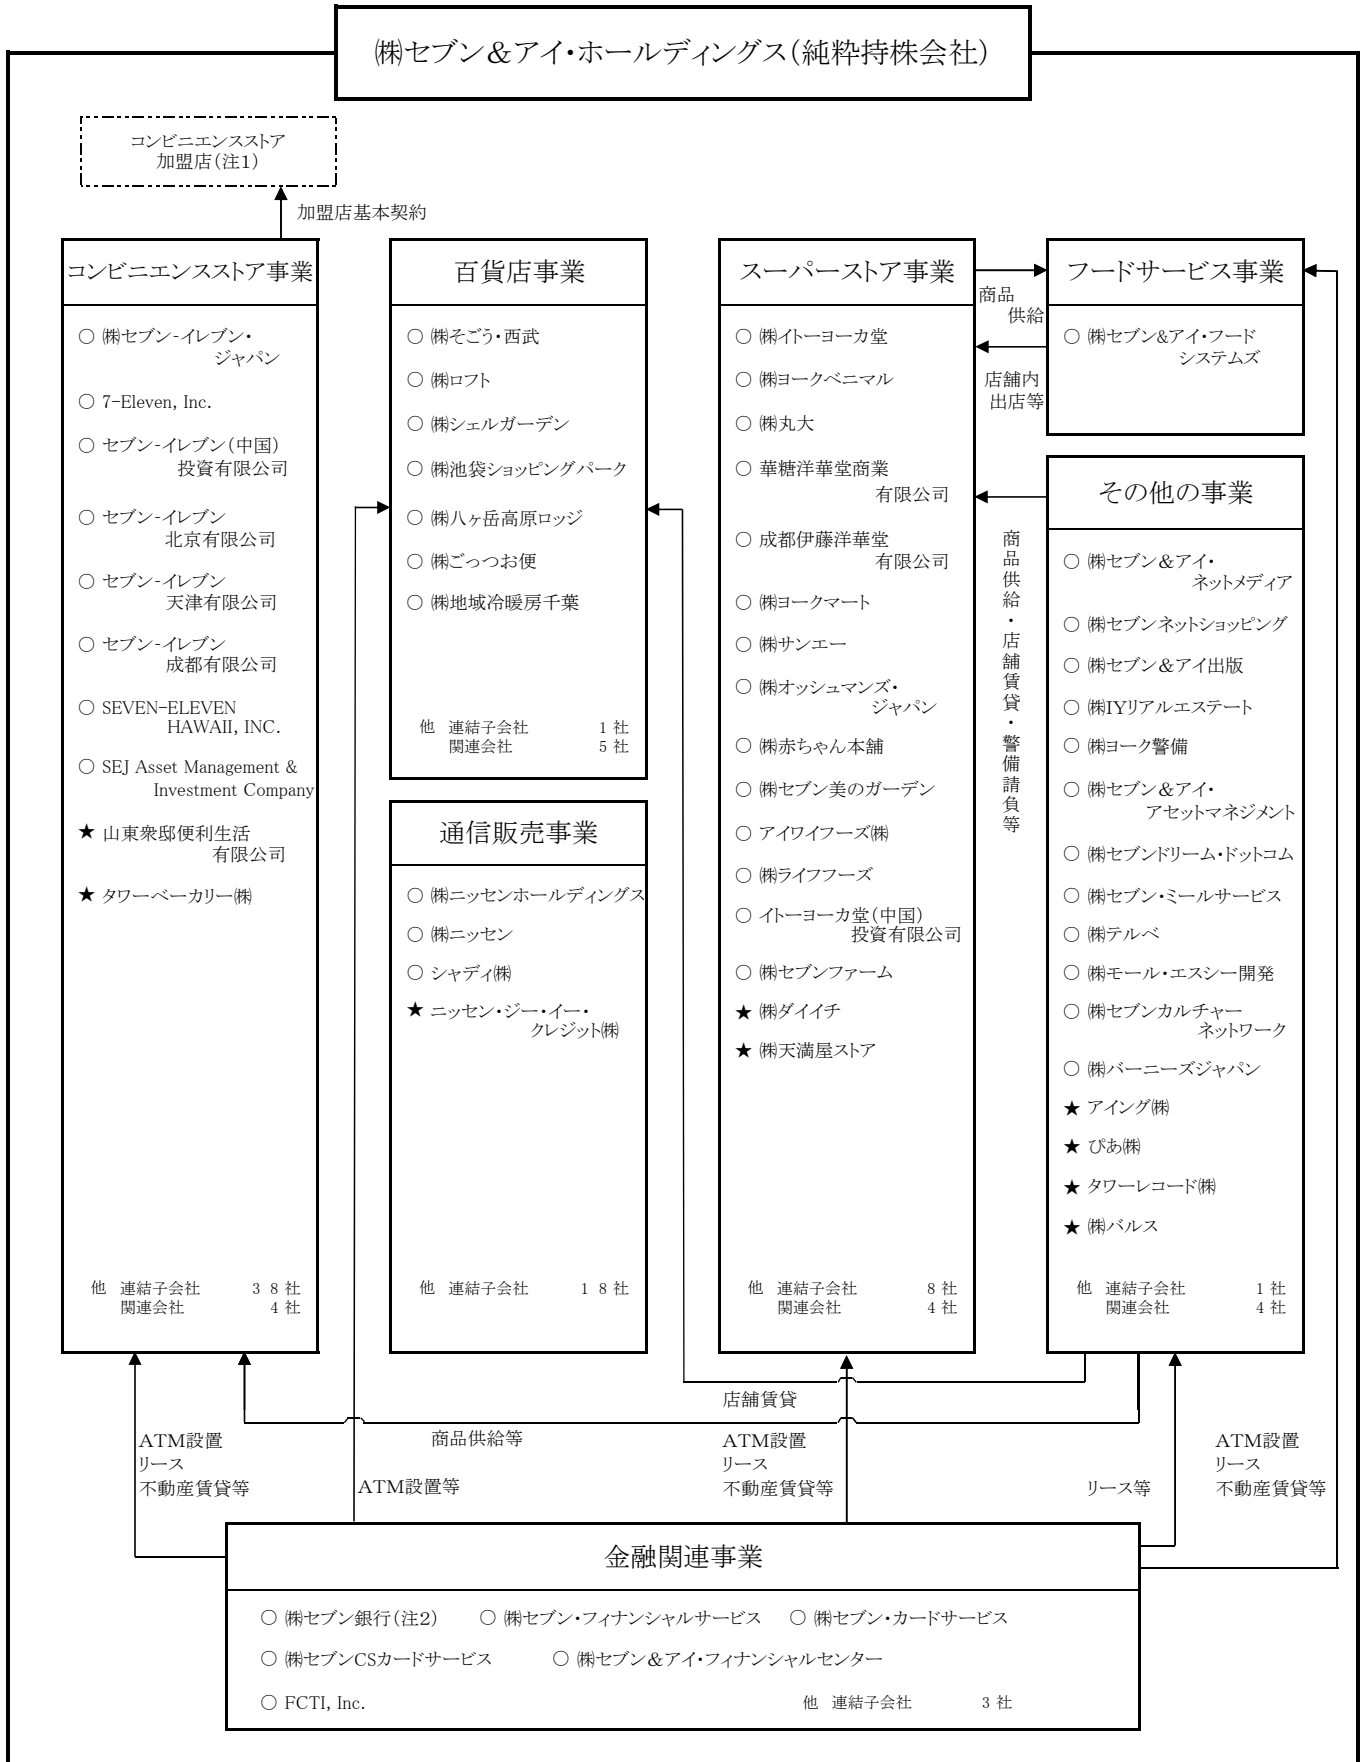 ㈱セブン＆アイ・ホールディングス（純粋持株会社）
コンビニエンスストア
加盟店（注１）
加盟店基本契約
コンビニエンスストア事業
○ ㈱セブン‐イレブン・
ジャパン
○ 7-Eleven, Inc.
○ セブン‐イレブン（中国）
投資有限公司
○ セブン‐イレブン
北京有限公司
○ セブン‐イレブン
天津有限公司
○ セブン‐イレブン
成都有限公司
○ SEVEN-ELEVEN
HAWAII, INC.
○ SEJ Asset Management &
Investment Company
★ 山東衆邸便利生活
有限公司
★ タワーベーカリー㈱
他 連結子会社 ３８社
関連会社 ４社
百貨店事業
○ ㈱そごう・西武
○ ㈱ロフト
○ ㈱シェルガーデン
○ ㈱池袋ショッピングパーク
○ ㈱八ヶ岳高原ロッジ
○ ㈱ごっつお便
○ ㈱地域冷暖房千葉
他 連結子会社 １社
関連会社 ５社
通信販売事業
○ ㈱ニッセンホールディングス
○ ㈱ニッセン
○ シャディ㈱
★ ニッセン・ジー・イー・
クレジット㈱
他 連結子会社 １８社
スーパーストア事業
○ ㈱イトーヨーカ堂
○ ㈱ヨークベニマル
○ ㈱丸大
○ 華糖洋華堂商業
有限公司
○ 成都伊藤洋華堂
有限公司
○ ㈱ヨークマート
○ ㈱サンエー
○ ㈱オッシュマンズ・
ジャパン
○ ㈱赤ちゃん本舗
○ ㈱セブン美のガーデン
○ アイワイフーズ㈱
○ ㈱ライフフーズ
○ イトーヨーカ堂（中国）
投資有限公司
○ ㈱セブンファーム
★ ㈱ダイイチ
★ ㈱天満屋ストア
他 連結子会社 ８社
関連会社 ４社
商品
供給
店舗内
出店等
商品供給・店舗賃貸・警備請負等
フードサービス事業
○ ㈱セブン&アイ・フード
システムズ
その他の事業
○ ㈱セブン＆アイ・
ネットメディア
○ ㈱セブンネットショッピング
○ ㈱セブン＆アイ出版
○ ㈱IYリアルエステート
○ ㈱ヨーク警備
○ ㈱セブン＆アイ・
アセットマネジメント
○ ㈱セブンドリーム・ドットコム
○ ㈱セブン・ミールサービス
○ ㈱テルベ
○ ㈱モール・エスシー開発
○ ㈱セブンカルチャー
ネットワーク
○ ㈱バーニーズジャパン
★ アイング㈱
★ ぴあ㈱
★ タワーレコード㈱
★ ㈱バルス
他 連結子会社 １社
関連会社 ４社
店舗賃貸
商品供給等
ATM設置
リース
不動産賃貸等
ATM設置等
ATM設置
リース
不動産賃貸等
リース等
ATM設置
リース
不動産賃貸等
金融関連事業
○ ㈱セブン銀行（注２） ○ ㈱セブン・フィナンシャルサービス ○ ㈱セブン・カードサービス
○ ㈱セブンCSカードサービス ○ ㈱セブン＆アイ・フィナンシャルセンター
○ FCTI, Inc. 他 連結子会社 ３社